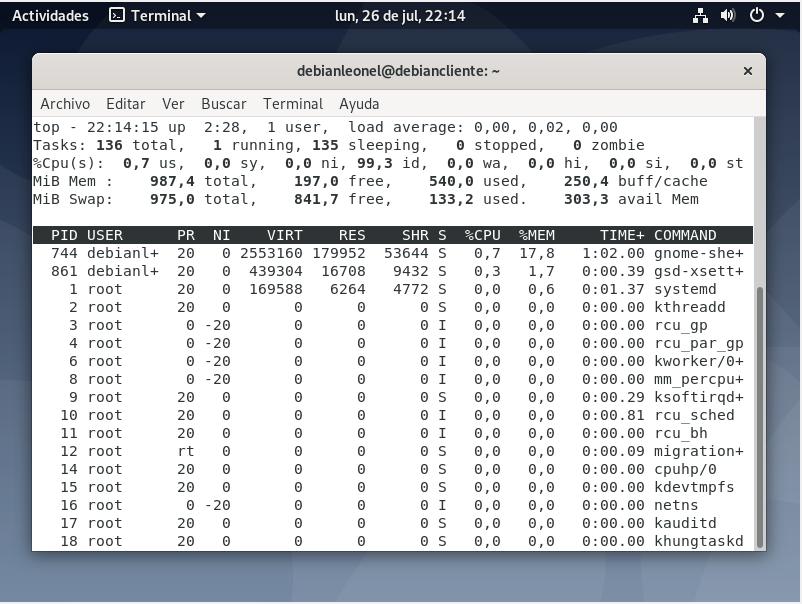 Actividades Terminal lun, 26 de jul, 22:14
debianleonel@debiancliente: ~
Archivo Editar Ver Buscar Terminal Ayuda
top - 22:14:15 up  2:28,  1 user,  load average: 0,00, 0,02, 0,00
Tasks: 136 total,   1 running, 135 sleeping,   0 stopped,   0 zombie
%Cpu(s):  0,7 us,  0,0 sy,  0,0 ni, 99,3 id,  0,0 wa,  0,0 hi,  0,0 si,  0,0 st
MiB Mem :    987,4 total,    197,0 free,    540,0 used,    250,4 buff/cache
MiB Swap:    975,0 total,    841,7 free,    133,2 used.    303,3 avail Mem
PID USER      PR  NI    VIRT    RES    SHR S  %CPU  %MEM     TIME+ COMMAND
744 debianl+  20   0 2553160 179952  53644 S   0,7  17,8   1:02.00 gnome-she+
861 debianl+  20   0  439304  16708   9432 S   0,3   1,7   0:00.39 gsd-xsett+
1 root      20   0  169588   6264   4772 S   0,0   0,6   0:01.37 systemd
2 root      20   0       0      0      0 S   0,0   0,0   0:00.00 kthreadd
3 root       0 -20       0      0      0 I   0,0   0,0   0:00.00 rcu_gp
4 root       0 -20       0      0      0 I   0,0   0,0   0:00.00 rcu_par_gp
6 root       0 -20       0      0      0 I   0,0   0,0   0:00.00 kworker/0+
8 root       0 -20       0      0      0 I   0,0   0,0   0:00.00 mm_percpu+
9 root      20   0       0      0      0 S   0,0   0,0   0:00.29 ksoftirqd+
10 root      20   0       0      0      0 I   0,0   0,0   0:00.81 rcu_sched
11 root      20   0       0      0      0 I   0,0   0,0   0:00.00 rcu_bh
12 root      rt   0       0      0      0 S   0,0   0,0   0:00.09 migration+
14 root      20   0       0      0      0 S   0,0   0,0   0:00.00 cpuhp/0
15 root      20   0       0      0      0 S   0,0   0,0   0:00.00 kdevtmpfs
16 root       0 -20       0      0      0 I   0,0   0,0   0:00.00 netns
17 root      20   0       0      0      0 S   0,0   0,0   0:00.00 kauditd
18 root      20   0       0      0      0 S   0,0   0,0   0:00.00 khungtaskd